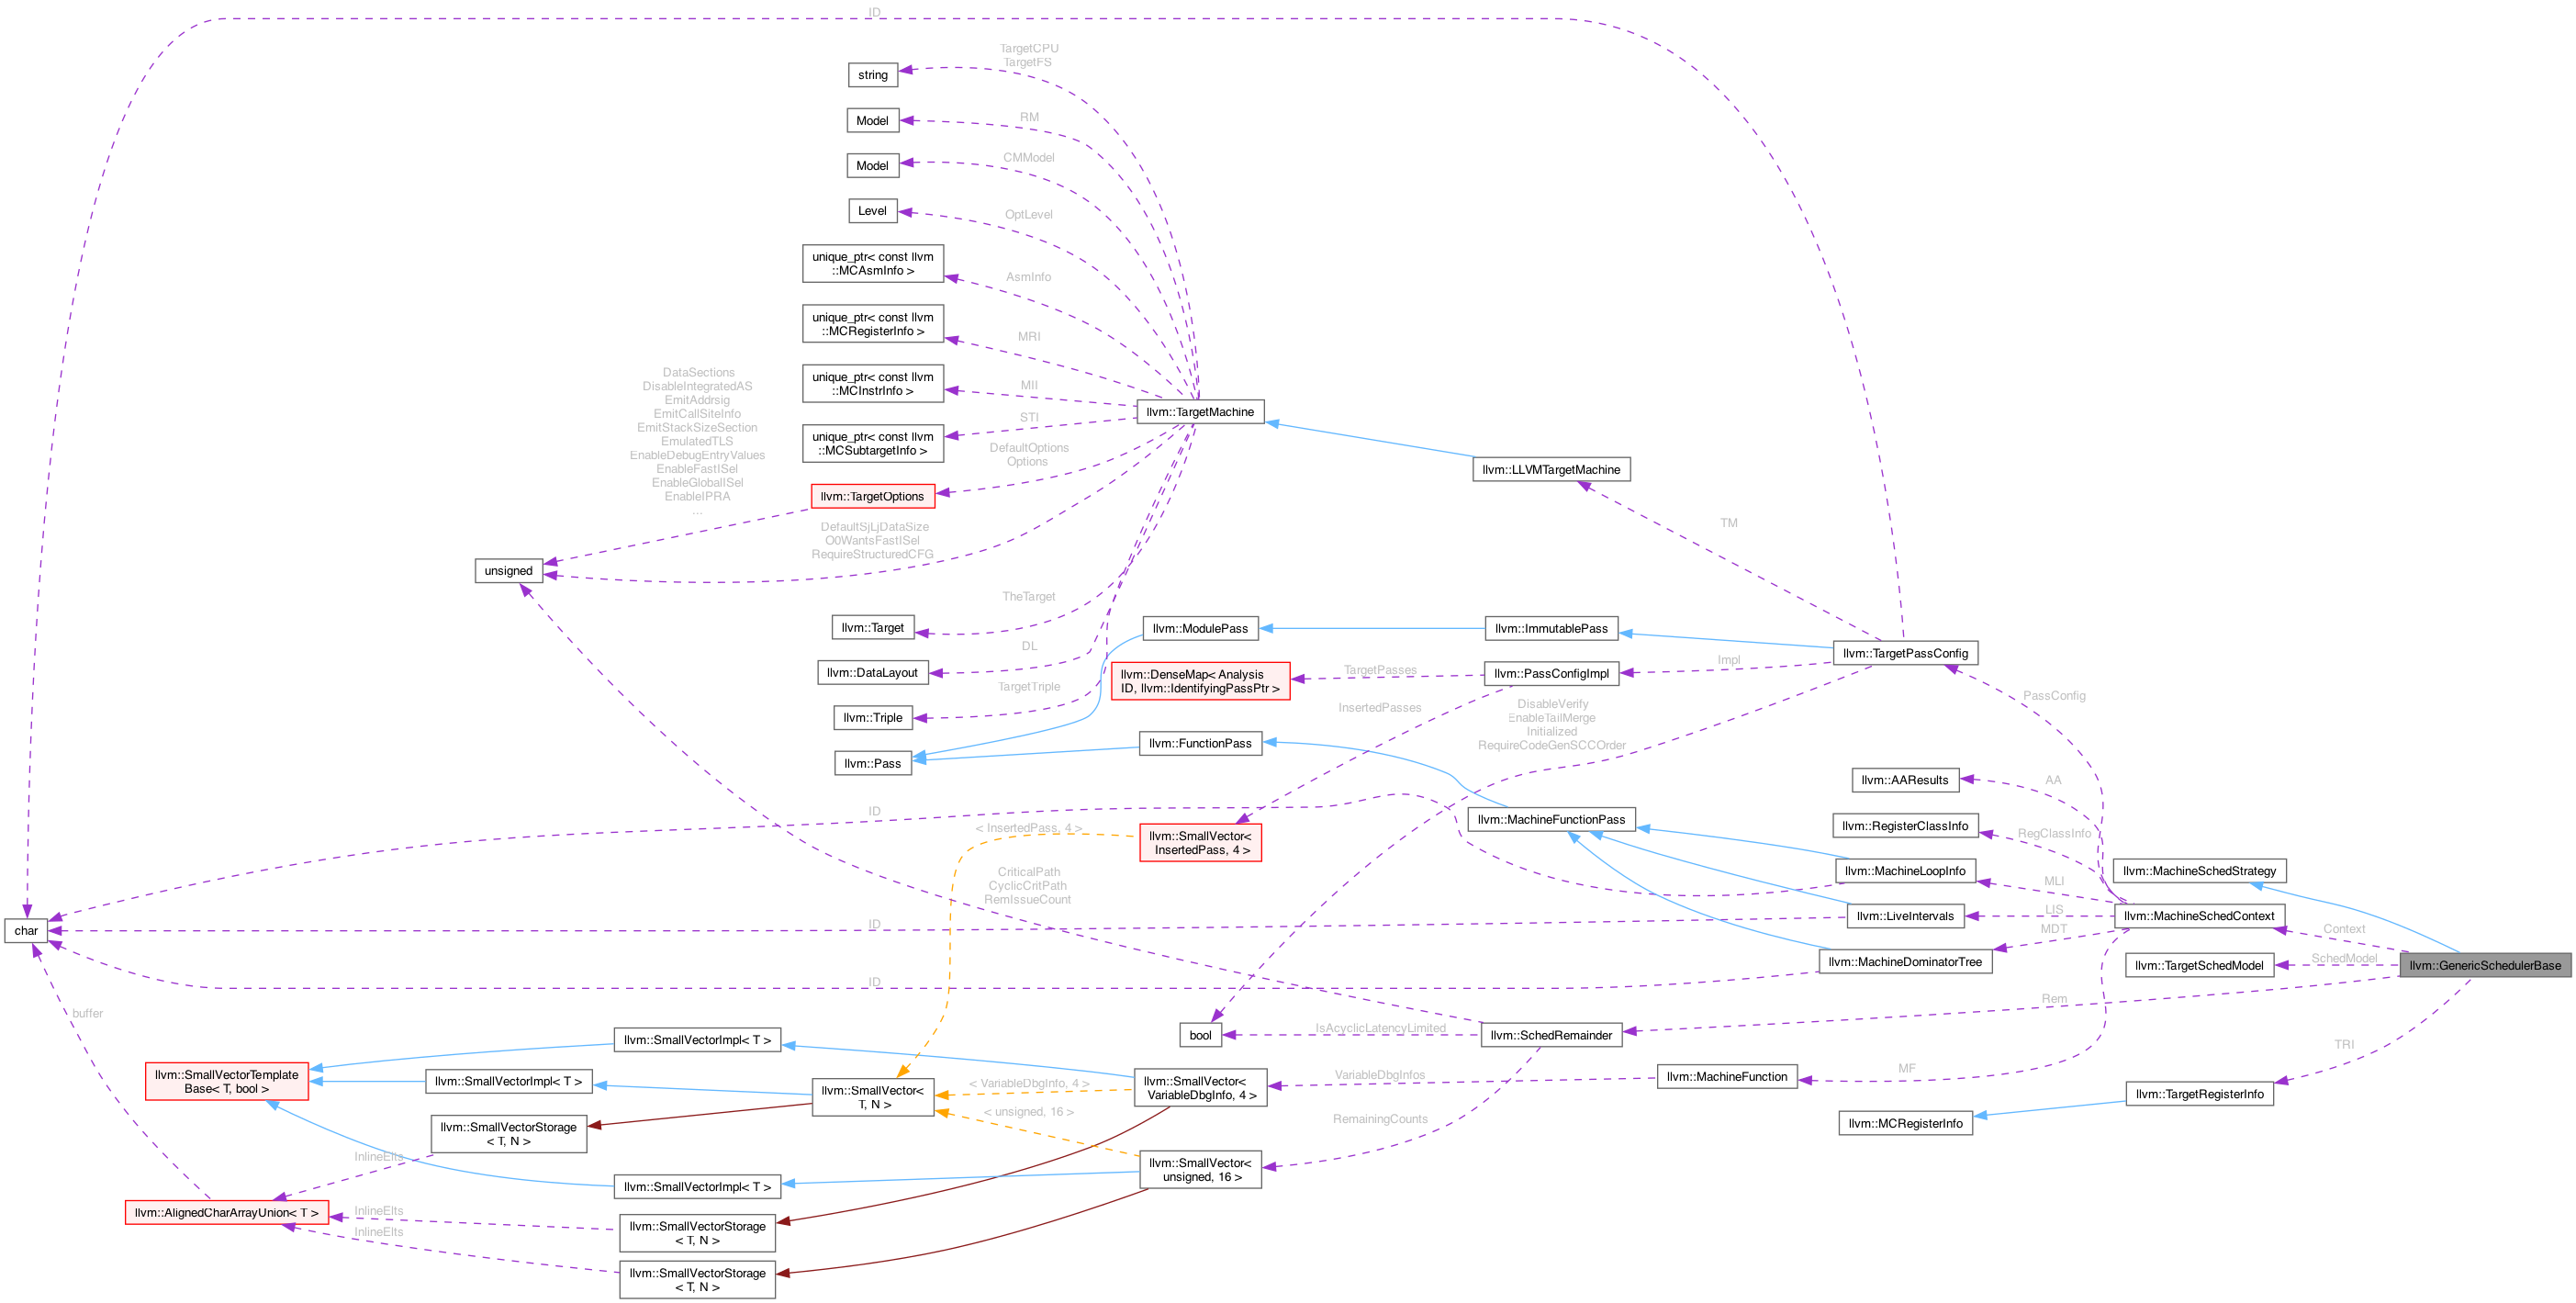 ID
TargetCPU
TargetFS
string
RM
Model
CMModel
Model
OptLevel
Level
unique_ptr< const llvm
::MCAsmInfo >
AsmInfo
unique_ptr< const llvm
::MCRegisterInfo >
MRI
unique_ptr< const llvm
::MCInstrInfo >
MII
STI
unique_ptr< const llvm
::MCSubtargetInfo >
llvm::TargetMachine
DataSections
DisableIntegratedAS
EmitAddrsig
EmitCallSiteInfo
EmitStackSizeSection
EmulatedTLS
EnableDebugEntryValues
EnableFastISel
EnableGlobalISel
EnableIPRA
...
DefaultOptions
Options
llvm::LLVMTargetMachine
llvm::TargetOptions
TM
DefaultSjLjDataSize
O0WantsFastISel
RequireStructuredCFG
unsigned
TheTarget
llvm::Target
llvm::ModulePass
llvm::ImmutablePass
DL
llvm::DataLayout
llvm::TargetPassConfig
Impl
llvm::DenseMap< Analysis
ID, llvm::IdentifyingPassPtr >
TargetPasses
llvm::PassConfigImpl
TargetTriple
llvm::Triple
PassConfig
InsertedPasses
DisableVerify
EnableTailMerge
Initialized
RequireCodeGenSCCOrder
llvm::FunctionPass
llvm::Pass
llvm::AAResults
AA
ID
llvm::MachineFunctionPass
llvm::RegisterClassInfo
RegClassInfo
< InsertedPass, 4 >
llvm::SmallVector<
InsertedPass, 4 >
llvm::MachineLoopInfo
llvm::MachineSchedStrategy
CriticalPath
CyclicCritPath
RemIssueCount
MLI
LIS
llvm::LiveIntervals
llvm::MachineSchedContext
char
ID
MDT
Context
llvm::MachineDominatorTree
llvm::TargetSchedModel
SchedModel
llvm::GenericSchedulerBase
ID
Rem
buffer
bool
IsAcyclicLatencyLimited
llvm::SchedRemainder
TRI
llvm::SmallVectorImpl< T >
llvm::SmallVectorTemplate
Base< T, bool >
llvm::SmallVectorImpl< T >
llvm::SmallVector<
T, N >
< VariableDbgInfo, 4 >
llvm::SmallVector<
VariableDbgInfo, 4 >
VariableDbgInfos
llvm::MachineFunction
MF
llvm::TargetRegisterInfo
< unsigned, 16 >
RemainingCounts
llvm::MCRegisterInfo
llvm::SmallVectorStorage
< T, N >
InlineElts
llvm::SmallVector<
unsigned, 16 >
llvm::SmallVectorImpl< T >
llvm::AlignedCharArrayUnion< T >
InlineElts
InlineElts
llvm::SmallVectorStorage
< T, N >
llvm::SmallVectorStorage
< T, N >